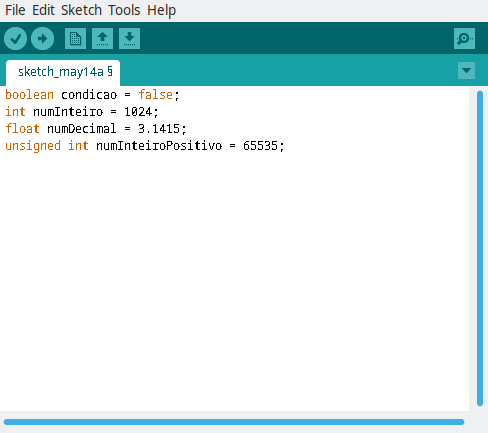 File Edit Sketch Tools Help
sketch_may14a §
boolean condicao = false;
int numInteiro = 1024;
float numDecimal = 3.1415;
unsigned int numInteiroPositivo = 65535;